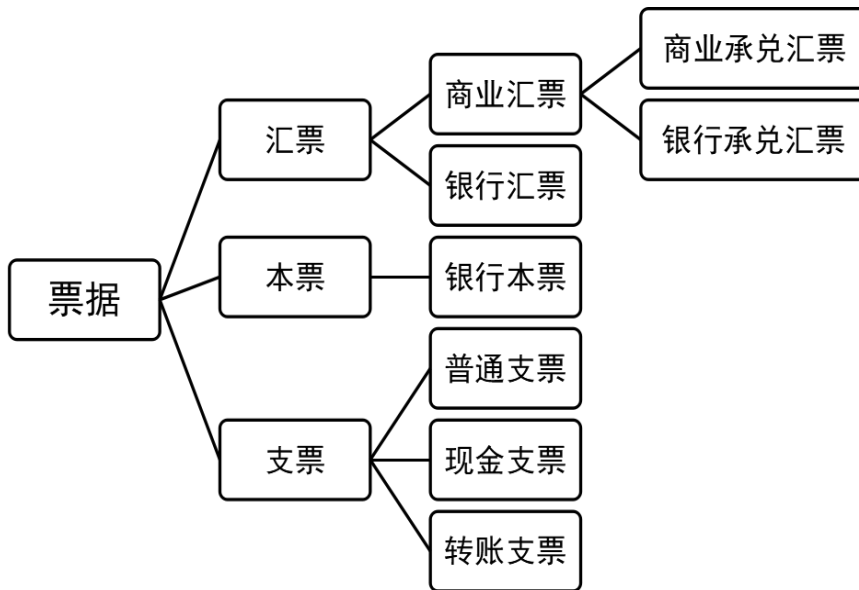 票据
汇票
商业汇票
商业承兑汇票
银行承兑汇票
银行汇票
本票
银行本票
支票
普通支票
现金支票
转账支票